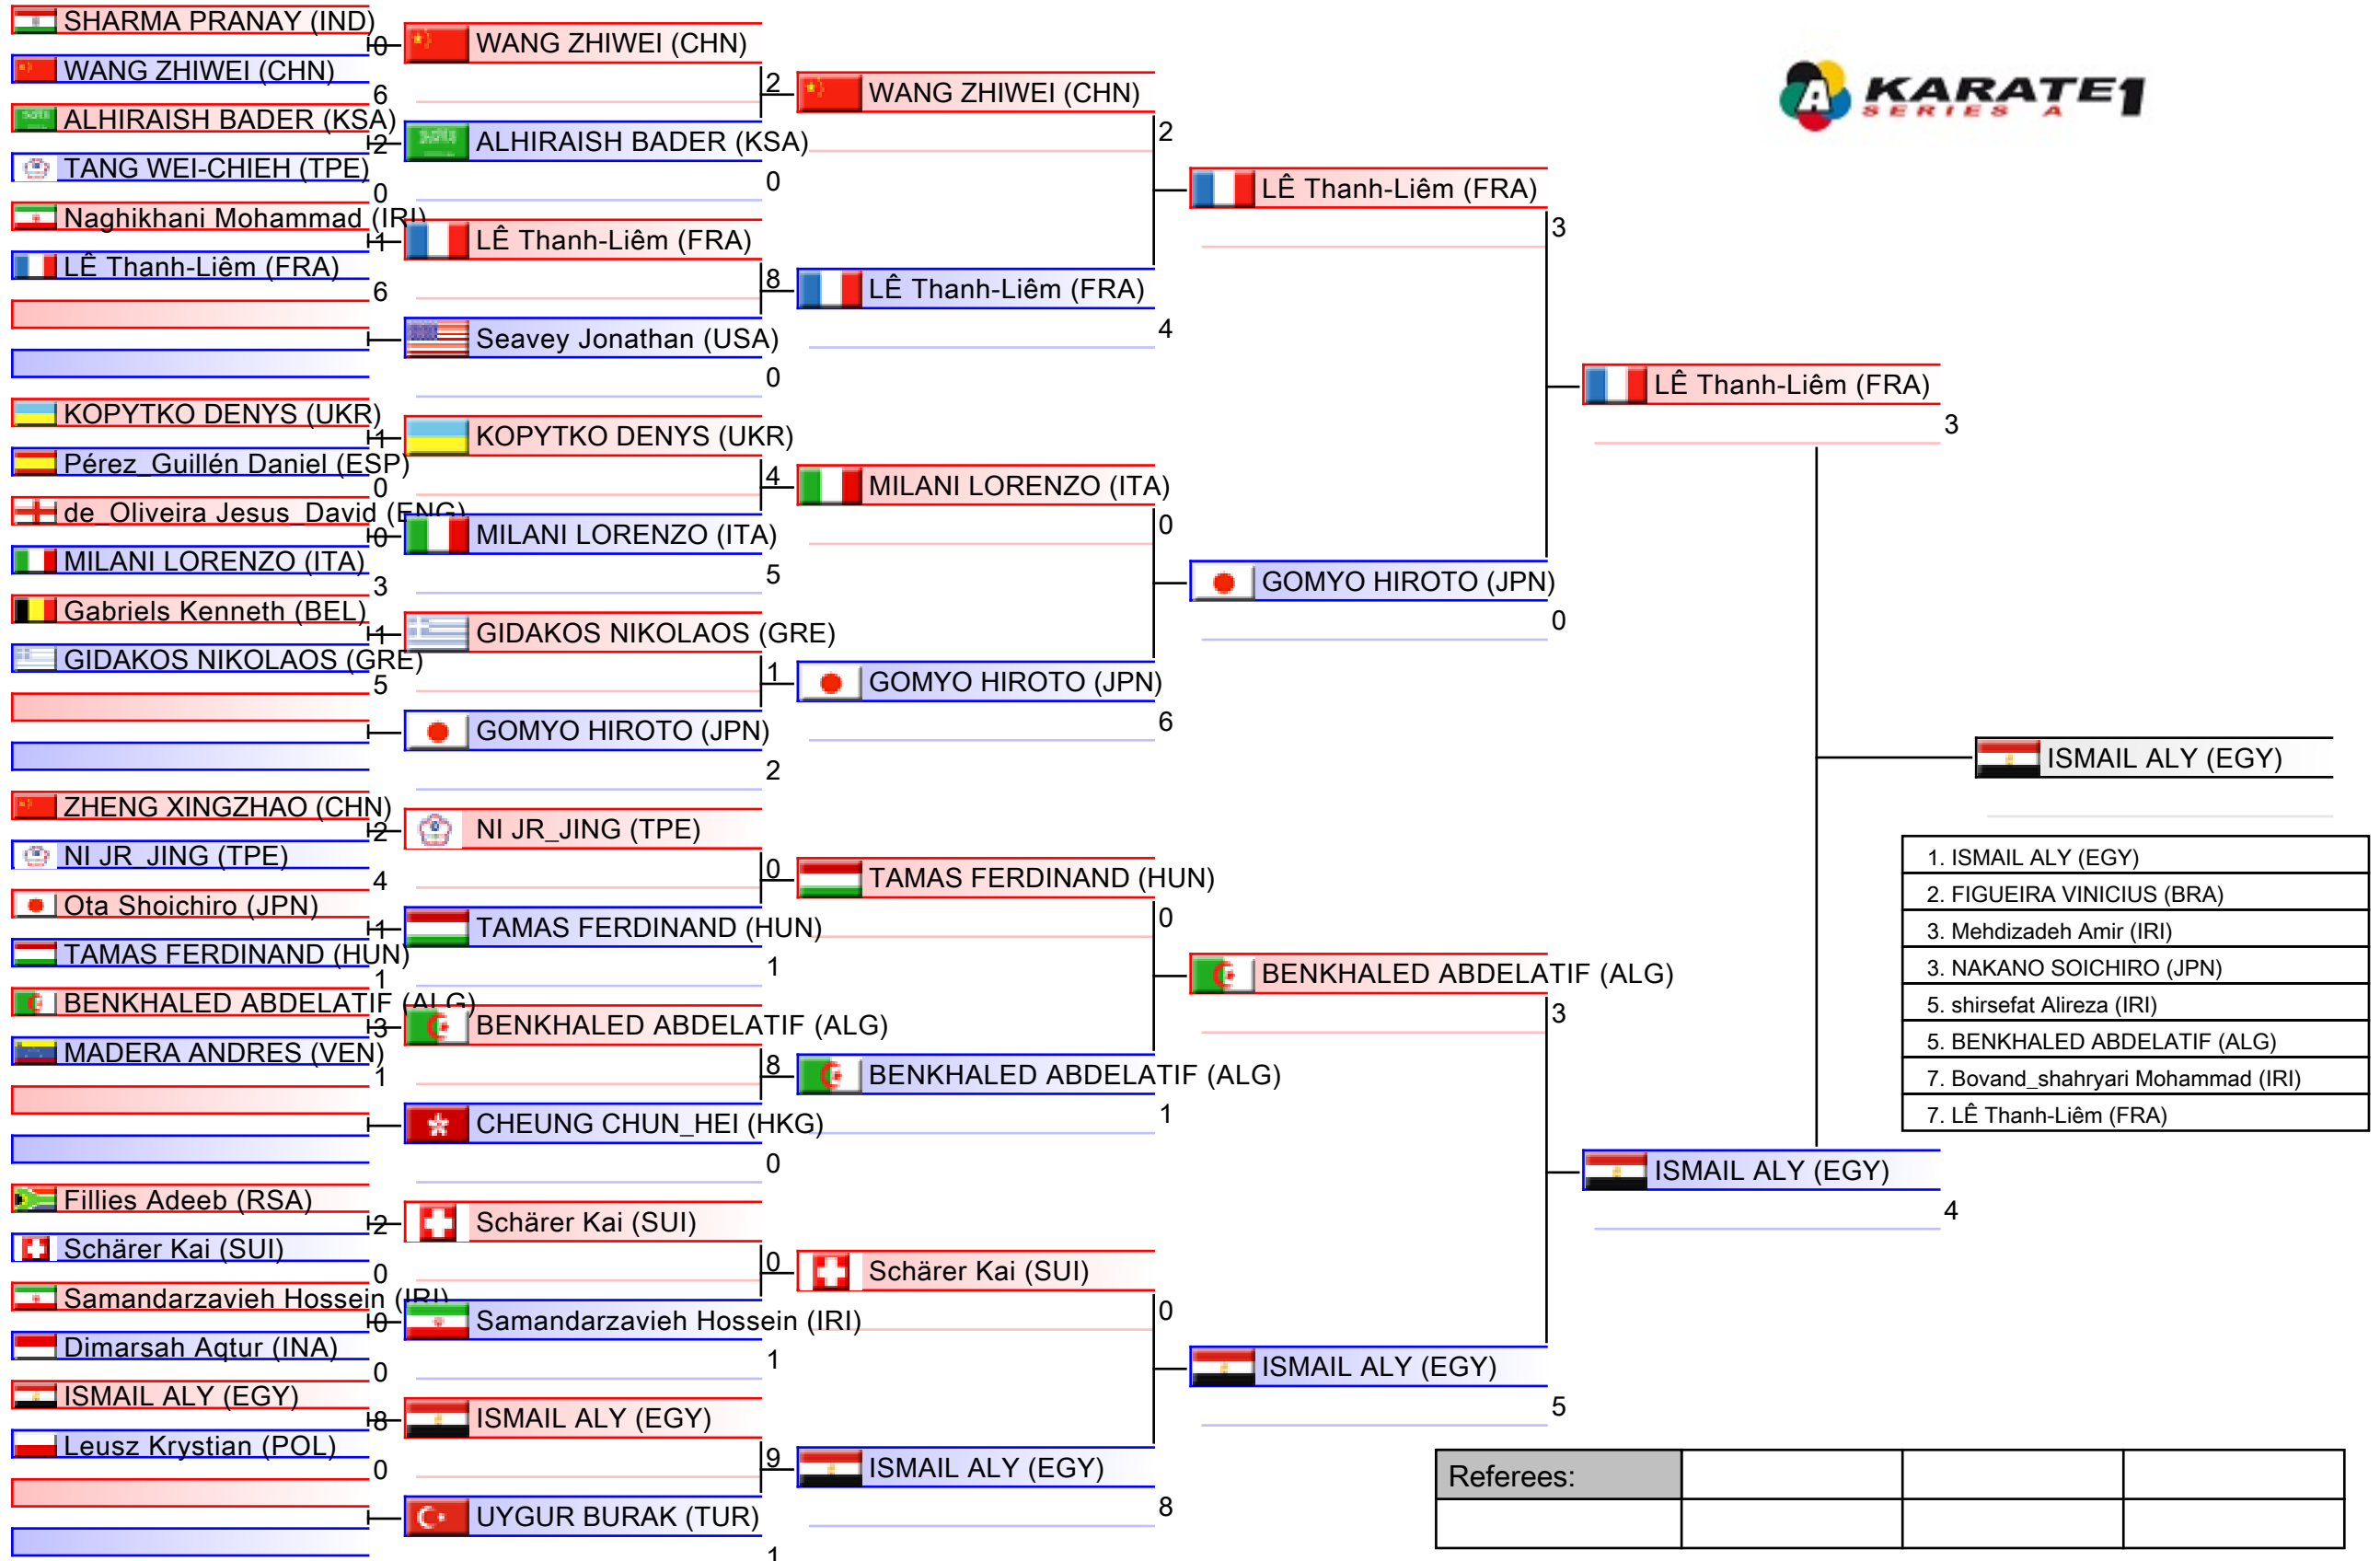 SHARMA PRANAY (IND)
0
WANG ZHIWEI (CHN)
6
ALHIRAISH BADER (KSA)
2
TANG WEI-CHIEH (TPE)
0
Naghikhani Mohammad (IRI)
1
LÊ Thanh-Liêm (FRA)
6
KOPYTKO DENYS (UKR)
1
Pérez_Guillén Daniel (ESP)
0
de_Oliveira Jesus_David (ENG)
0
MILANI LORENZO (ITA)
3
Gabriels Kenneth (BEL)
1
GIDAKOS NIKOLAOS (GRE)
5
ZHENG XINGZHAO (CHN)
2
NI JR_JING (TPE)
4
Ota Shoichiro (JPN)
1
TAMAS FERDINAND (HUN)
1
BENKHALED ABDELATIF (ALG)
3
MADERA ANDRES (VEN)
1
Fillies Adeeb (RSA)
2
Schärer Kai (SUI)
0
Samandarzavieh Hossein (IRI)
0
Dimarsah Aqtur (INA)
0
ISMAIL ALY (EGY)
8
Leusz Krystian (POL)
0
WANG ZHIWEI (CHN)
2
ALHIRAISH BADER (KSA)
0
LÊ Thanh-Liêm (FRA)
8
Seavey Jonathan (USA)
0
KOPYTKO DENYS (UKR)
4
MILANI LORENZO (ITA)
5
GIDAKOS NIKOLAOS (GRE)
1
GOMYO HIROTO (JPN)
2
NI JR_JING (TPE)
0
TAMAS FERDINAND (HUN)
1
BENKHALED ABDELATIF (ALG)
8
CHEUNG CHUN_HEI (HKG)
0
Schärer Kai (SUI)
0
Samandarzavieh Hossein (IRI)
1
ISMAIL ALY (EGY)
9
UYGUR BURAK (TUR)
1
WANG ZHIWEI (CHN)
2
LÊ Thanh-Liêm (FRA)
4
MILANI LORENZO (ITA)
0
GOMYO HIROTO (JPN)
6
TAMAS FERDINAND (HUN)
0
BENKHALED ABDELATIF (ALG)
1
Schärer Kai (SUI)
0
ISMAIL ALY (EGY)
8
LÊ Thanh-Liêm (FRA)
3
GOMYO HIROTO (JPN)
0
BENKHALED ABDELATIF (ALG)
3
ISMAIL ALY (EGY)
5
LÊ Thanh-Liêm (FRA)
3
ISMAIL ALY (EGY)
4
ISMAIL ALY (EGY)
A KARATE1
SERIES A
1. ISMAIL ALY (EGY)
2. FIGUEIRA VINICIUS (BRA)
3. Mehdizadeh Amir (IRI)
3. NAKANO SOICHIRO (JPN)
5. shirsefat Alireza (IRI)
5. BENKHALED ABDELATIF (ALG)
7. Bovand_shahryari Mohammad (IRI)
7. LÊ Thanh-Liêm (FRA)
Referees: